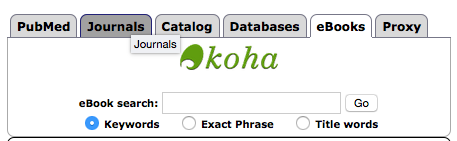 PubMed Journals Catalog Databases eBooks Proxy
Journals
koha
eBook search: Go
Keywords Exact Phrase Title words